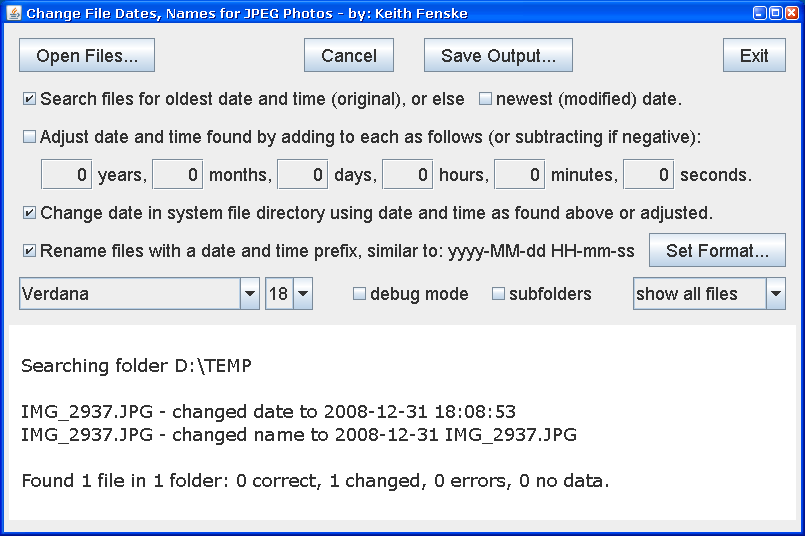 Change File Dates, Names for JPEG Photos - by: Keith Fenske
Open Files... Cancel Save Output... Exit
Search files for oldest date and time (original), or else newest (modified) date.
Adjust date and time found by adding to each as follows (or subtracting if negative):
0 years, 0 months, 0 days, 0 hours, 0 minutes, 0 seconds.
Change date in system file directory using date and time as found above or adjusted.
Rename files with a date and time prefix, similar to: yyyy-MM-dd HH-mm-ss Set Format...
Verdana 18 debug mode subfolders show all files
Searching folder D:\TEMP
IMG_2937.JPG - changed date to 2008-12-31 18:08:53
IMG_2937.JPG - changed name to 2008-12-31 IMG_2937.JPG
Found 1 file in 1 folder: 0 correct, 1 changed, 0 errors, 0 no data.